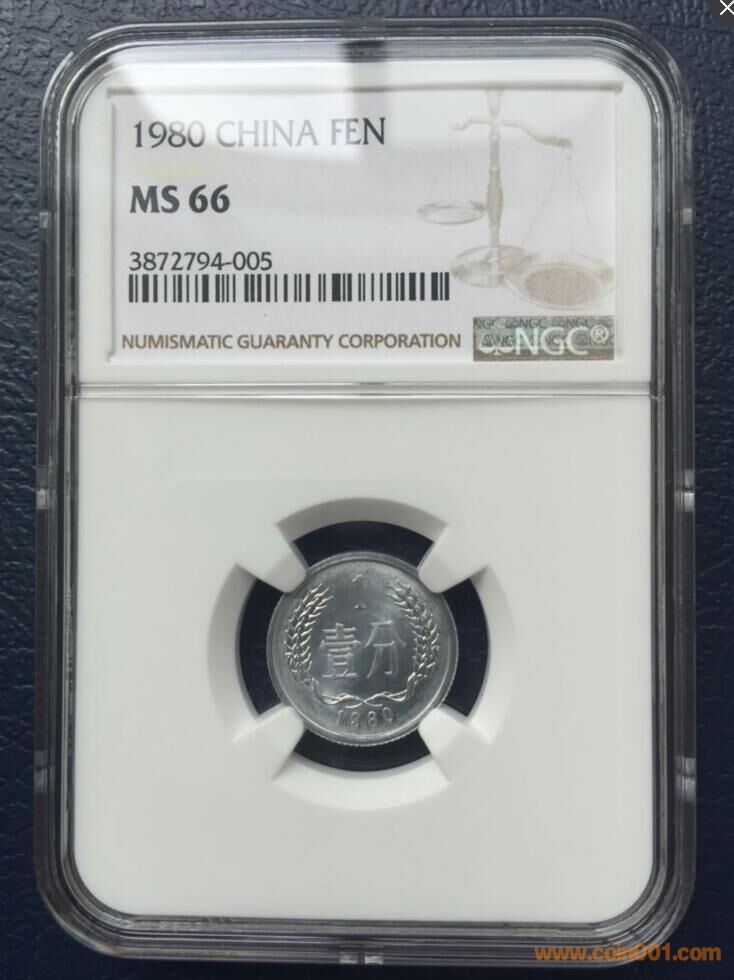 1980 CHINA FEN
MS 66
3872794-005
NUMISMATIC GUARANTY CORPORATION
NGC®
1
壹分
1980
www.coin001.com